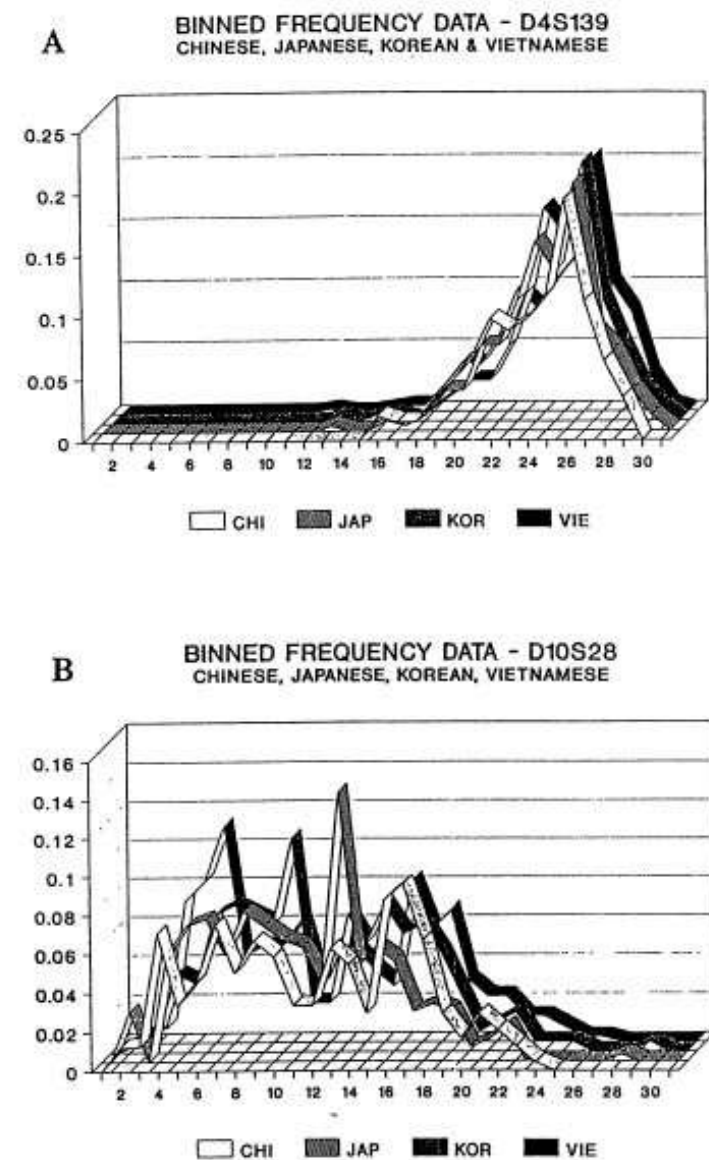 A
BINNED FREQUENCY DATA - D4S139
CHINESE, JAPANESE, KOREAN & VIETNAMESE
0.25
0.2
0.15
0.1
0.05
0
2 4 6 8 10 12 14 16 18 20 22 24 26 28 30
CHI JAP KOR VIE
B
BINNED FREQUENCY DATA - D10S28
CHINESE, JAPANESE, KOREAN, VIETNAMESE
0.16
0.14
0.12
0.1
0.08
0.06
0.04
0.02
0
2 4 6 8 10 12 14 16 18 20 22 24 26 28 30
CHI JAP KOR VIE